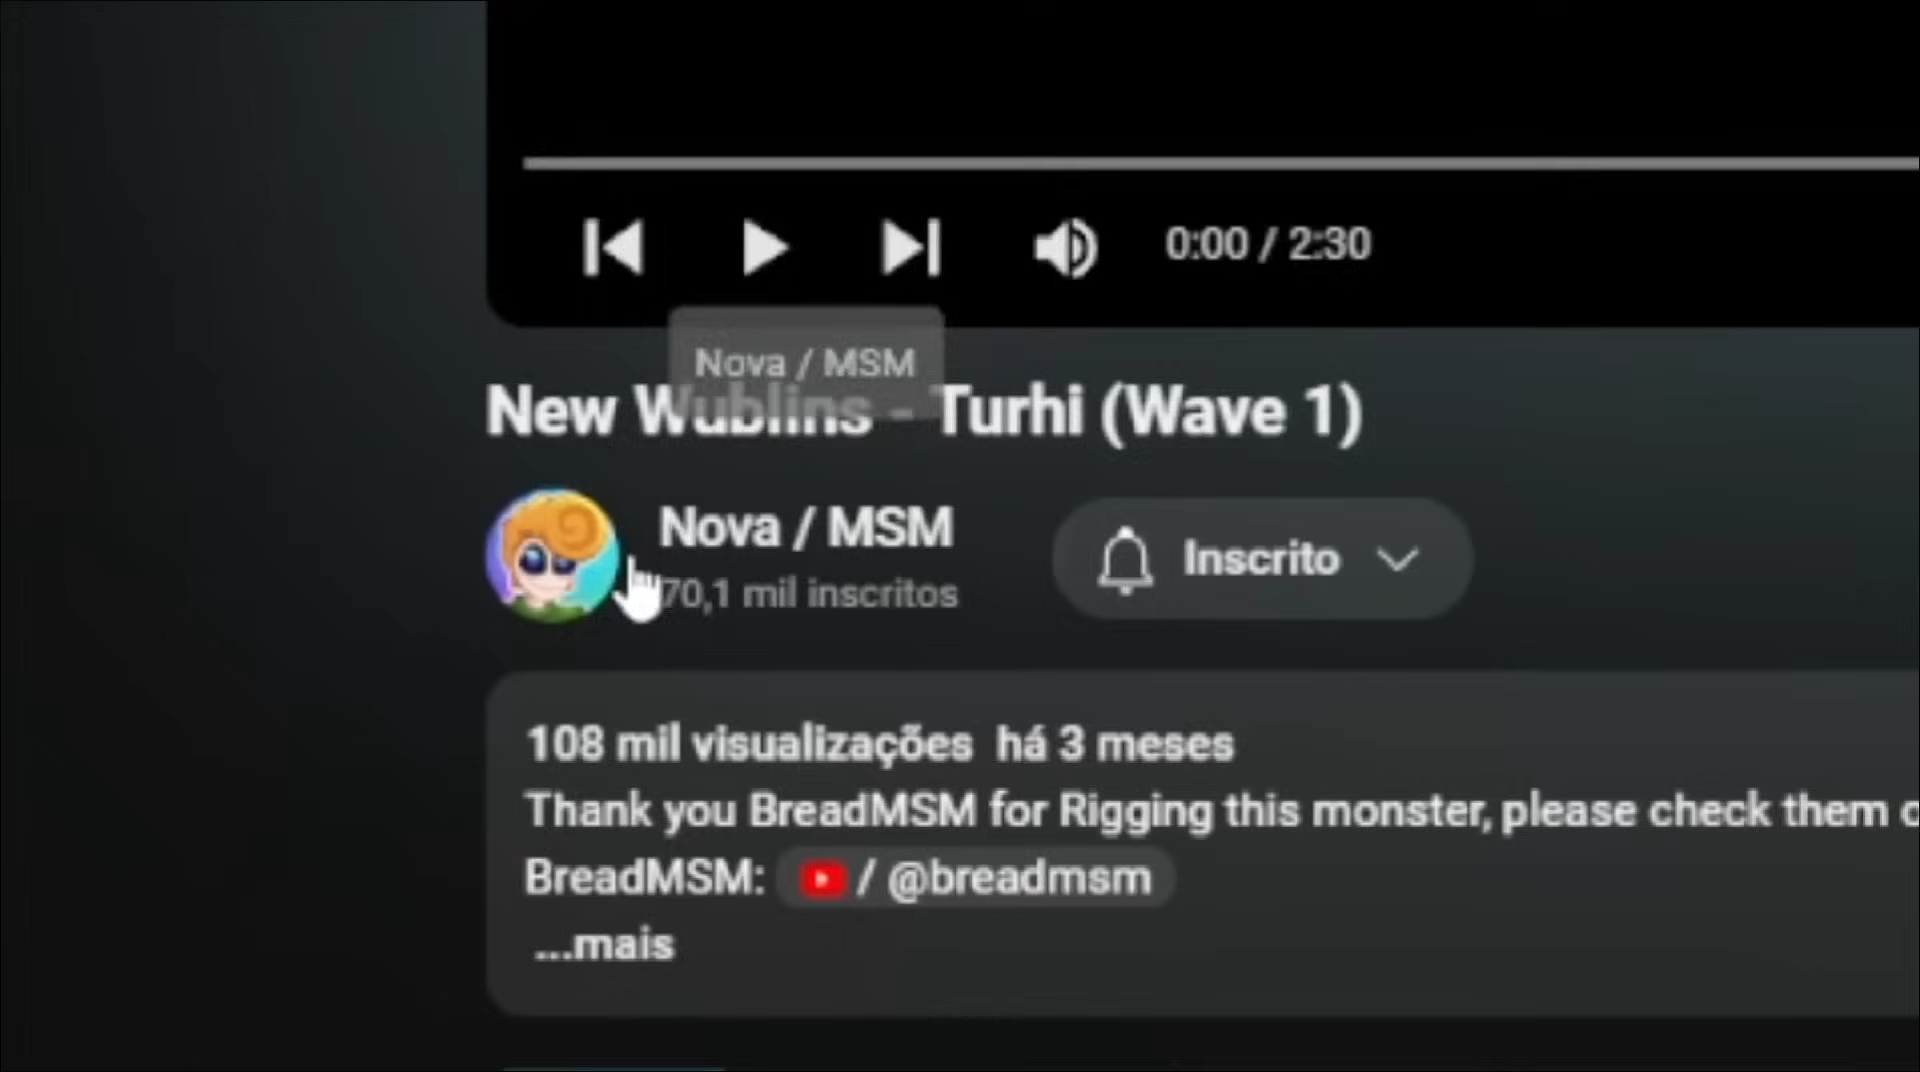 0:00 / 2:30
Nova / MSM
New Wublins - Turhi (Wave 1)
Nova / MSM
Inscrito
70,1 mil inscritos
108 mil visualizações há 3 meses
Thank you BreadMSM for Rigging this monster, please check them
BreadMSM: / @breadmsm
...mais